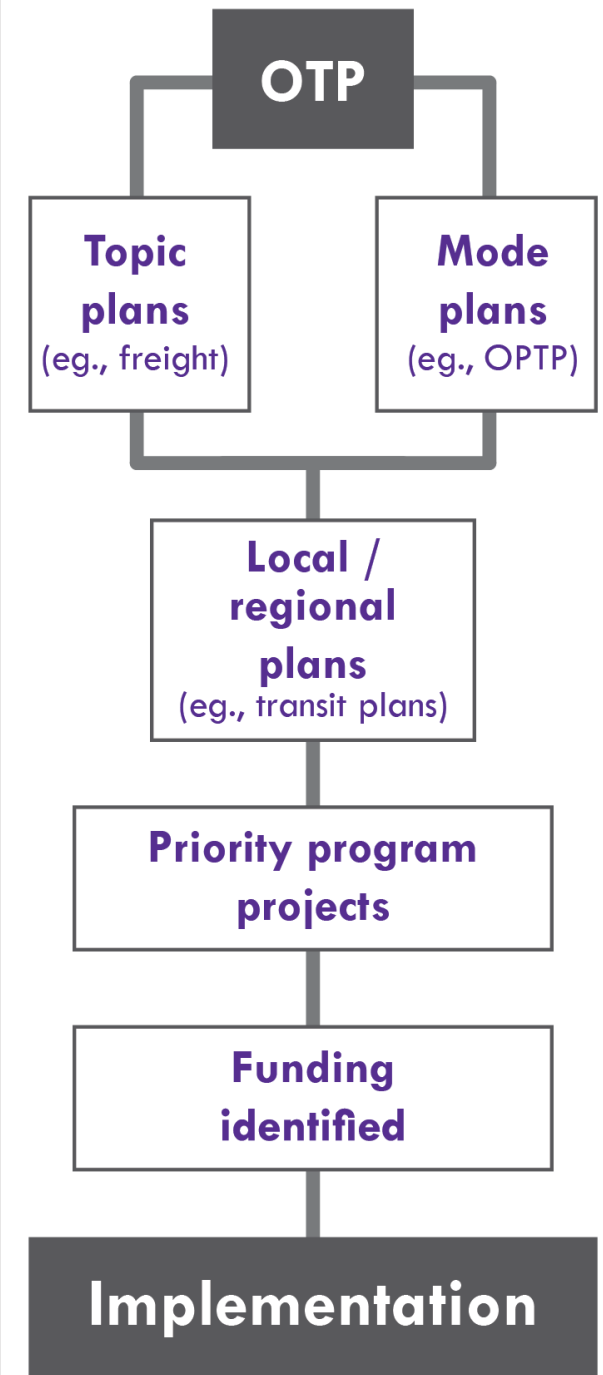 OTP
Topic
plans
(eg., freight)
Mode
plans
(eg., OPTP)
Local /
regional
plans
(eg., transit plans)
Priority program
projects
Funding
identified
Implementation